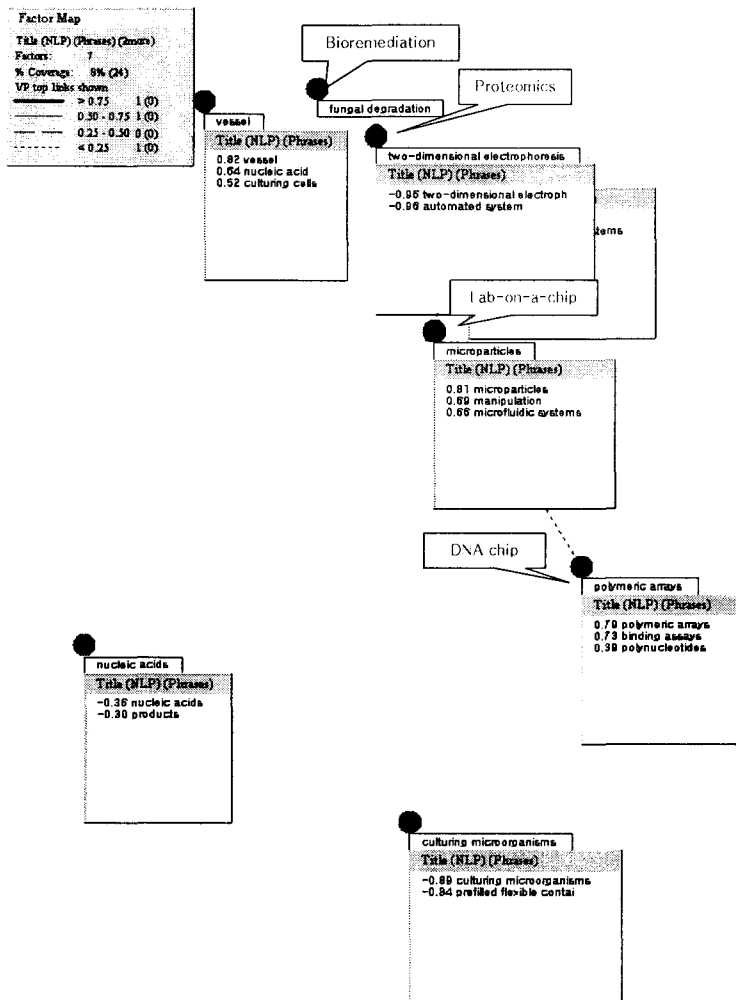 Factor Map
Title (NLP) (Phrases) (2more)
Factors: 7
% Coverage: 8% (24)
VP top links shown
> 0.75 1 (0)
0.50 - 0.75 1 (0)
0.25 - 0.50 0 (0)
< 0.25 1 (0)
Bioremediation
fungal degradation
Proteomics
vessel
Title (NLP) (Phrases)
0.82 vessel
0.64 nucleic acid
0.52 culturing cells
two-dimensional electrophoresis
Title (NLP) (Phrases)
-0.95 two-dimensional electroph
-0.96 automated system
tems
Lab-on-a-chip
microparticles
Title (NLP) (Phrases)
0.81 microparticles
0.69 manipulation
0.66 microfluidic systems
DNA chip
polymeric arrays
Title (NLP) (Phrases)
0.79 polymeric arrays
0.73 binding assays
0.39 polynucleotides
nucleic acids
Title (NLP) (Phrases)
-0.36 nucleic acids
-0.30 products
culturing microorganisms
Title (NLP) (Phrases)
-0.89 culturing microorganisms
-0.84 prefilled flexible contai